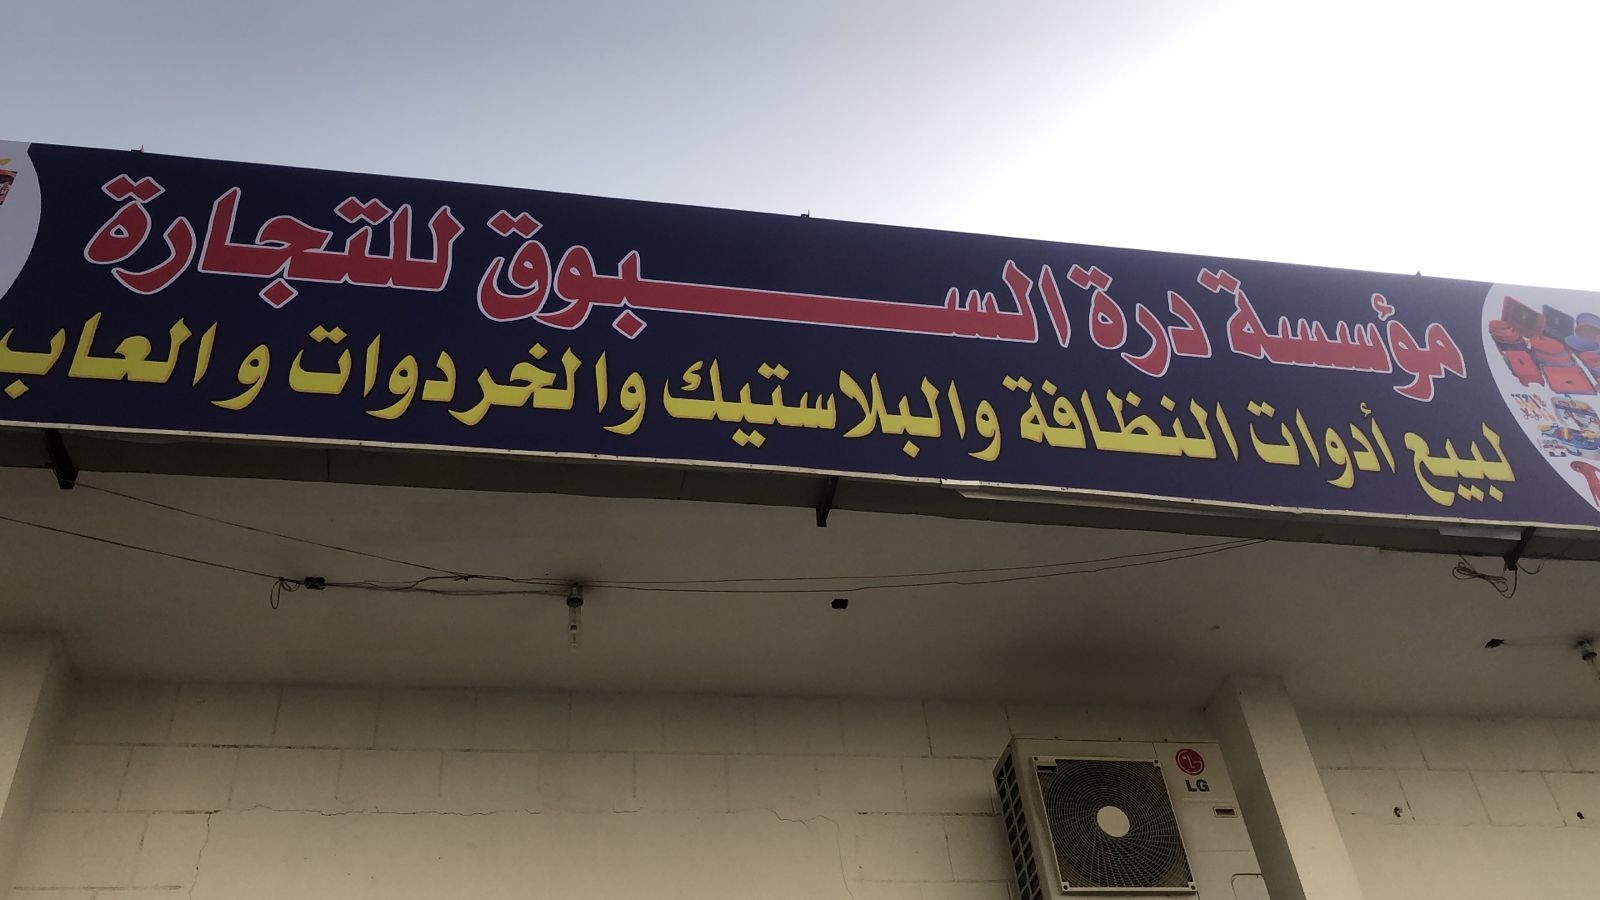 مؤسسة درة السبوق للتجارة
لبيع أدوات النظافة والبلاستيك والخردوات و العاب
LG